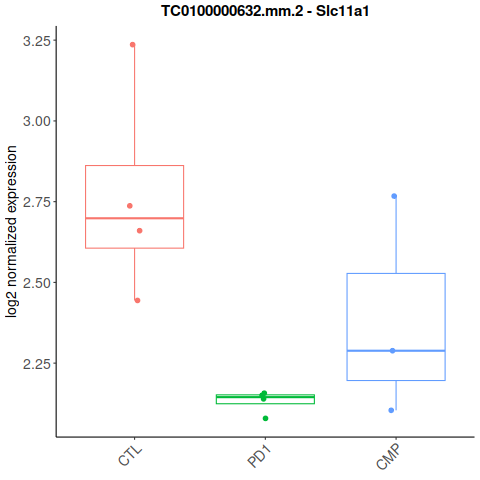 TC0100000632.mm.2 - Slc11a1
log2 normalized expression
3.25
3.00
2.75
2.50
2.25
CTL
PD1
CMP